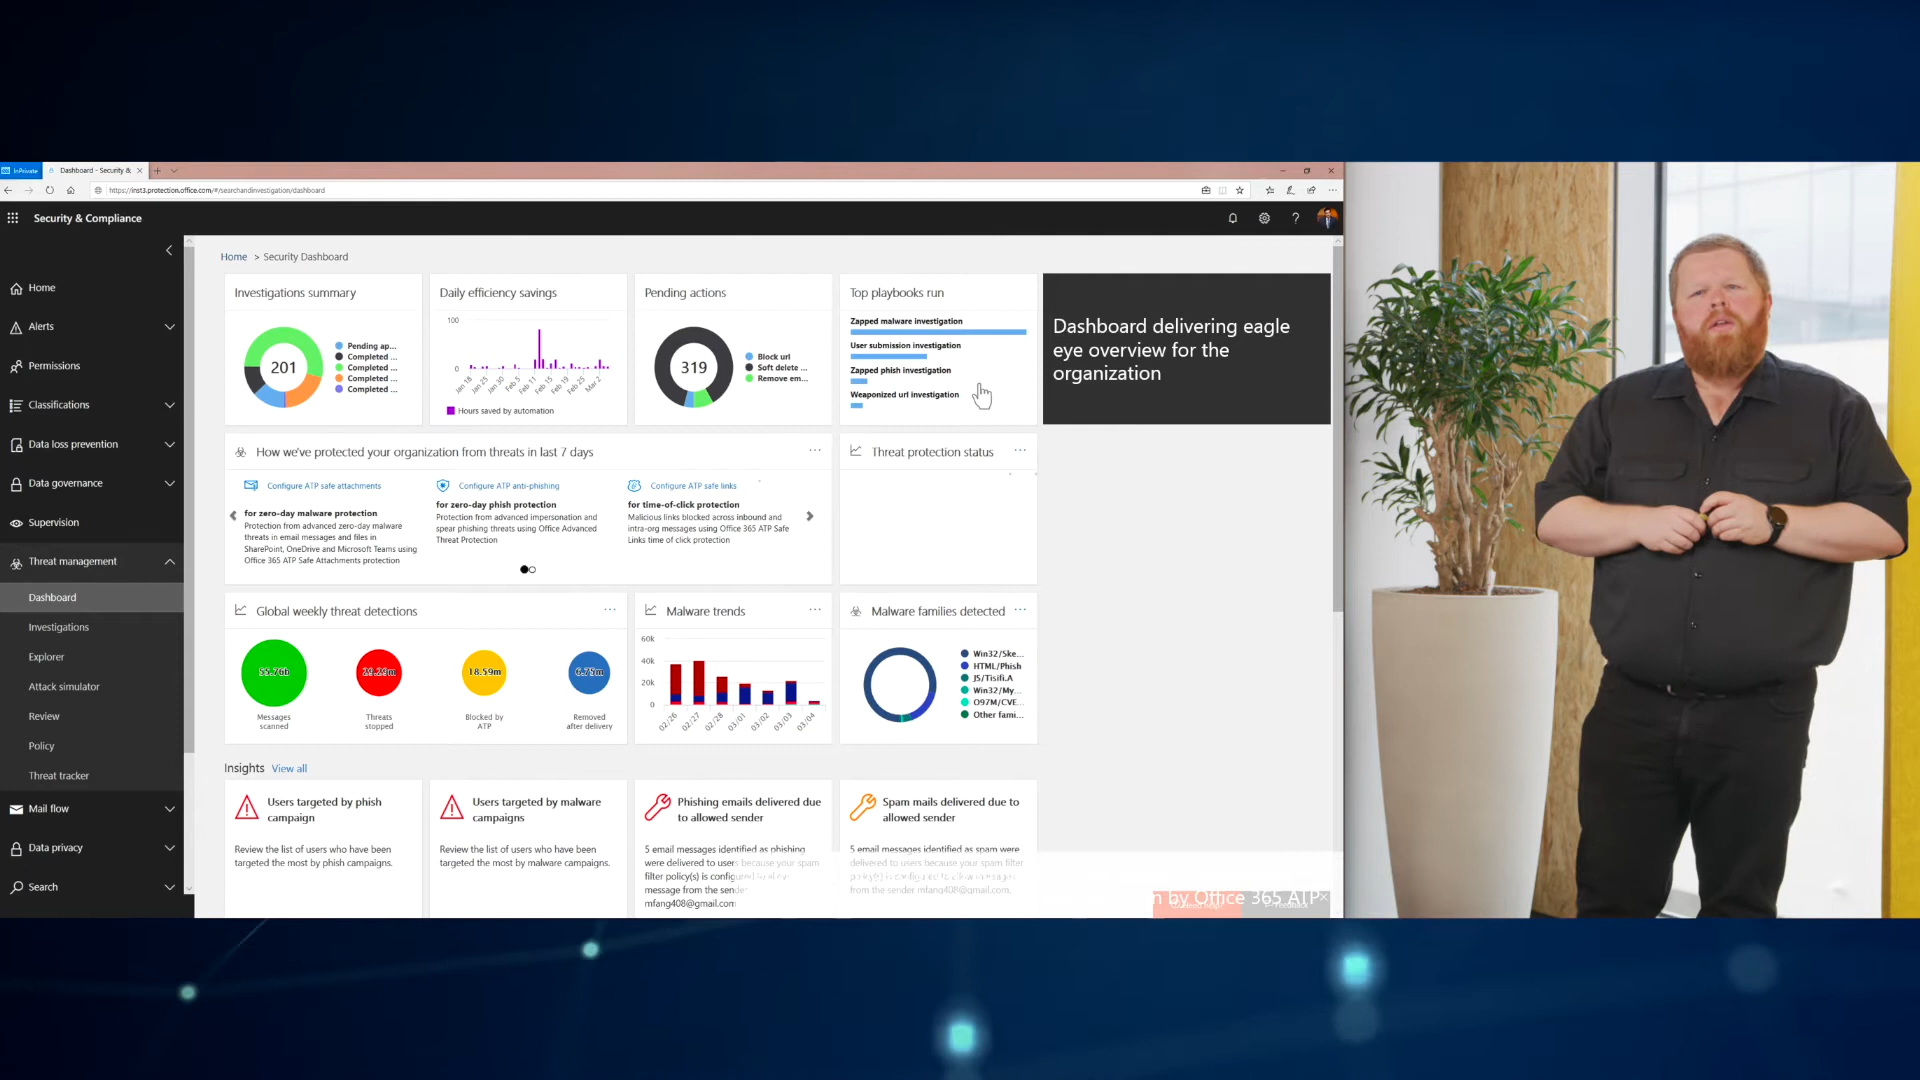 InPrivate
Dashboard - Security &
https://inst3.protection.office.com/#/searchandinvestigation/dashboard
Security & Compliance
Home
Alerts
Permissions
Classifications
Data loss prevention
Data governance
Supervision
Threat management
Dashboard
Investigations
Explorer
Attack simulator
Review
Policy
Threat tracker
Mail flow
Data privacy
Search
Home > Security Dashboard
Investigations summary
201
Pending ap...
Completed ...
Completed ...
Completed ...
Completed ...
Daily efficiency savings
100
0
Jan 18
Jan 25
Jan 30
Feb 5
Feb 11
Feb 15
Feb 19
Feb 25
Mar 2
Hours saved by automation
Pending actions
319
Block url
Soft delete ...
Remove em...
Top playbooks run
Zapped malware investigation
User submission investigation
Zapped phish investigation
Weaponized url investigation
Dashboard delivering eagle
eye overview for the
organization
How we've protected your organization from threats in last 7 days
Configure ATP safe attachments
for zero-day malware protection
Protection from advanced zero-day malware
threats in email messages and files in
SharePoint, OneDrive and Microsoft Teams using
Office 365 ATP Safe Attachments protection
Configure ATP anti-phishing
for zero-day phish protection
Protection from advanced impersonation and
spear phishing threats using Office Advanced
Threat Protection
Configure ATP safe links
for time-of-click protection
Malicious links blocked across inbound and
intra-org messages using Office 365 ATP Safe
Links time of click protection
Threat protection status
Global weekly threat detections
55.76b
Messages
scanned
29.29m
Threats
stopped
18.59m
Blocked by
ATP
6.75m
Removed
after delivery
Malware trends
60k
40k
20k
0
02/26
02/27
02/28
03/01
03/02
03/03
03/04
Malware families detected
Win32/Ske...
HTML/Phish
JS/Tisifi.A
Win32/My...
O97M/CVE...
Other fami...
Insights View all
Users targeted by phish
campaign
Review the list of users who have been
targeted the most by phish campaigns.
Users targeted by malware
campaigns
Review the list of users who have been
targeted the most by malware campaigns.
Phishing emails delivered due
to allowed sender
5 email messages identified as phishing
were delivered to users because your spam
filter policy(s) is configured to allow
message from the sender
mfang408@gmail.com
Spam mails delivered due to
allowed sender
5 email messages identified as spam were
delivered to users because your spam filter
policy(s) is configured to allow messages
from the sender mfang408@gmail.com.
n by Office 365 ATP